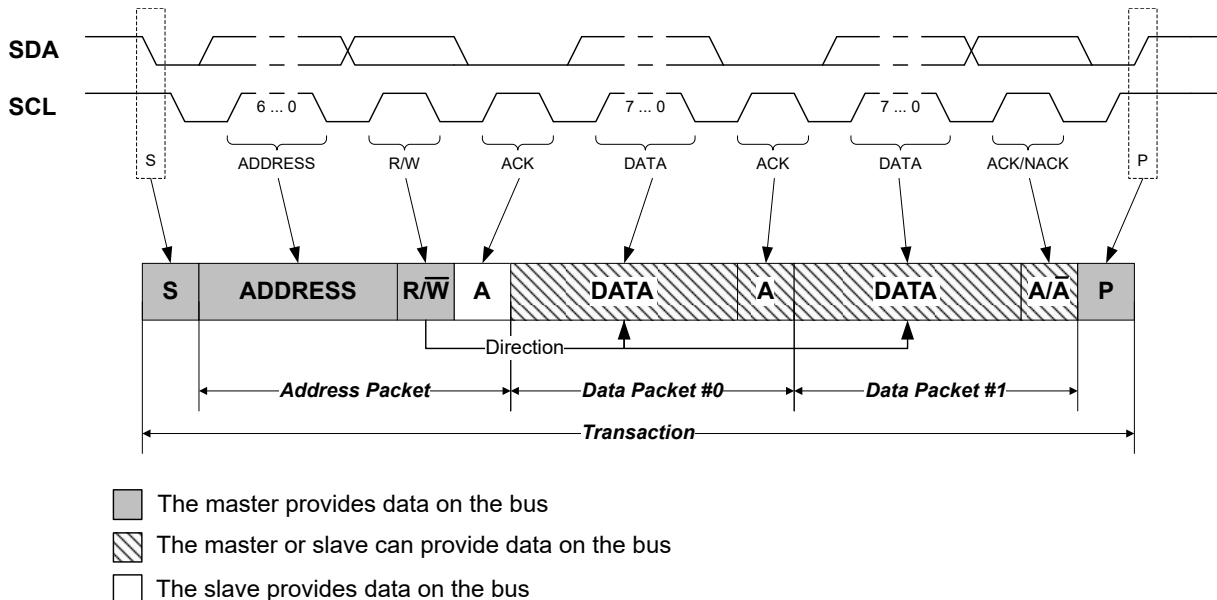 SDA
SCL
6 ... 0
7 ... 0
7 ... 0
S
ADDRESS
R/W
ACK
DATA
ACK
DATA
ACK/NACK
P
S
ADDRESS
R/W̅
A
DATA
A
DATA
A/A̅
P
Direction
Address Packet
Data Packet #0
Data Packet #1
Transaction
The master provides data on the bus
The master or slave can provide data on the bus
The slave provides data on the bus